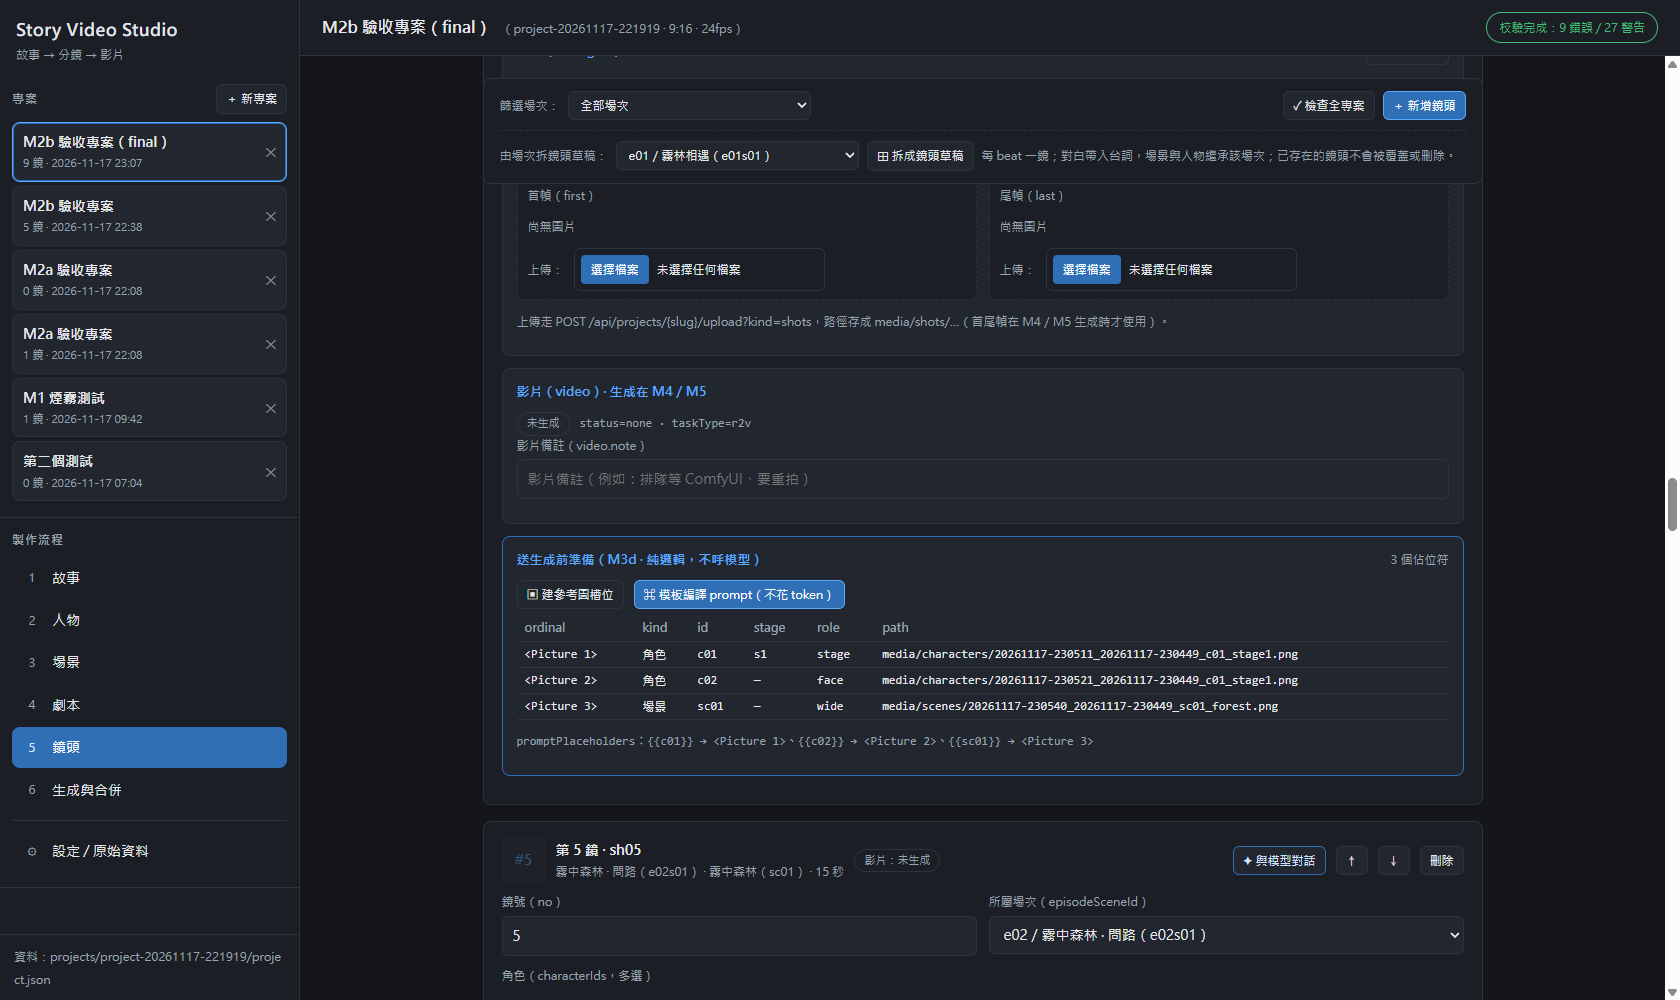 Story Video Studio
故事 → 分鏡 → 影片
專案
+ 新專案
M2b 驗收專案（final）
9 鏡 · 2026-11-17 23:07
M2b 驗收專案
5 鏡 · 2026-11-17 22:38
M2a 驗收專案
0 鏡 · 2026-11-17 22:08
M2a 驗收專案
1 鏡 · 2026-11-17 22:08
M1 煙霧測試
1 鏡 · 2026-11-17 09:42
第二個測試
0 鏡 · 2026-11-17 07:04
製作流程
1 故事
2 人物
3 場景
4 劇本
5 鏡頭
6 生成與合併
設定 / 原始資料
資料：projects/project-20261117-221919/proje
ct.json
M2b 驗收專案（final）（project-20261117-221919 · 9:16 · 24fps）
校驗完成：9 錯誤 / 27 警告
篩選場次： 全部場次
✓檢查全專案 + 新增鏡頭
由場次拆鏡頭草稿： e01 / 霧林相遇（e01s01） 拆成鏡頭草稿 每 beat 一鏡；對白帶入台詞，場景與人物繼承該場次；已存在的鏡頭不會被覆蓋或刪除。
首幀（first） 尾幀（last）
尚無圖片 尚無圖片
上傳： 選擇檔案 未選擇任何檔案 上傳： 選擇檔案 未選擇任何檔案
上傳走 POST /api/projects/{slug}/upload?kind=shots，路徑存成 media/shots/…（首尾幀在 M4 / M5 生成時才使用）。
影片（video）· 生成在 M4 / M5
未生成 status=none · taskType=r2v
影片備註（video.note）
影片備註（例如：排隊等 ComfyUI、要重拍）
送生成前準備（M3d · 純邏輯，不呼模型） 3 個佔位符
建參考圖槽位 ⌘ 模板編譯 prompt（不花 token）
ordinal kind id stage role path
<Picture 1> 角色 c01 s1 stage media/characters/20261117-230511_20261117-230449_c01_stage1.png
<Picture 2> 角色 c02 — face media/characters/20261117-230521_20261117-230449_c01_stage1.png
<Picture 3> 場景 sc01 — wide media/scenes/20261117-230540_20261117-230449_sc01_forest.png
promptPlaceholders：{{c01}} → <Picture 1>、{{c02}} → <Picture 2>、{{sc01}} → <Picture 3>
#5 第 5 鏡 · sh05
霧中森林 · 問路（e02s01）· 霧中森林（sc01）· 15 秒
影片：未生成
✦ 與模型對話 ↑ ↓ 刪除
鏡號（no） 所屬場次（episodeSceneId）
5 e02 / 霧中森林 · 問路（e02s01）
角色（characterIds，多選）